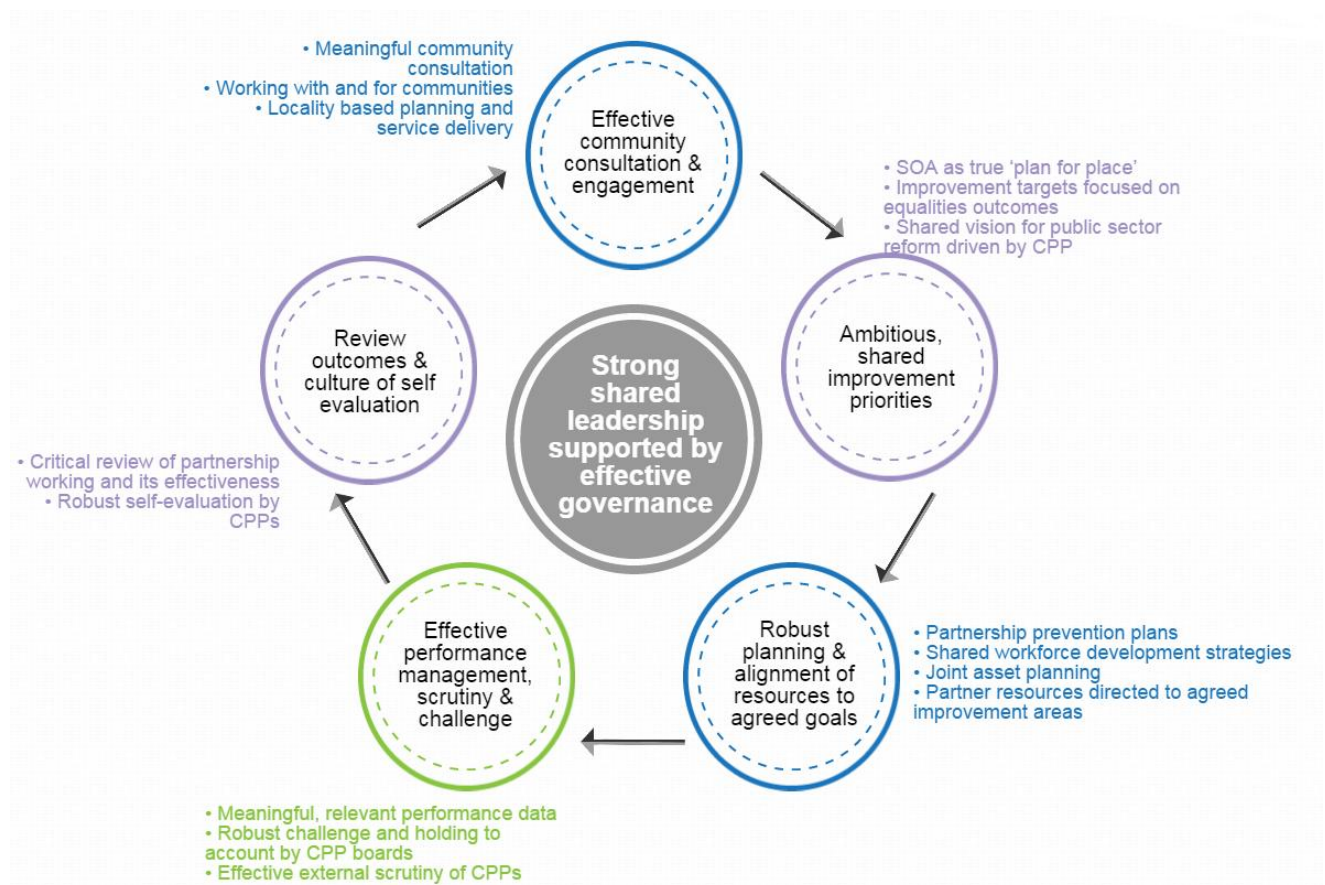 • Meaningful community
consultation
• Working with and for communities
• Locality based planning and
service delivery
Effective
community
consultation &
engagement
• SOA as true ‘plan for place’
• Improvement targets focused on
equalities outcomes
• Shared vision for public sector
reform driven by CPP
Ambitious,
shared
improvement
priorities
Review
outcomes &
culture of self
evaluation
Strong
shared
leadership
supported by
effective
governance
• Critical review of partnership
working and its effectiveness
• Robust self-evaluation by
CPPs
Robust
planning &
alignment of
resources to
agreed goals
• Partnership prevention plans
• Shared workforce development strategies
• Joint asset planning
• Partner resources directed to agreed
improvement areas
Effective
performance
management,
scrutiny &
challenge
• Meaningful, relevant performance data
• Robust challenge and holding to
account by CPP boards
• Effective external scrutiny of CPPs